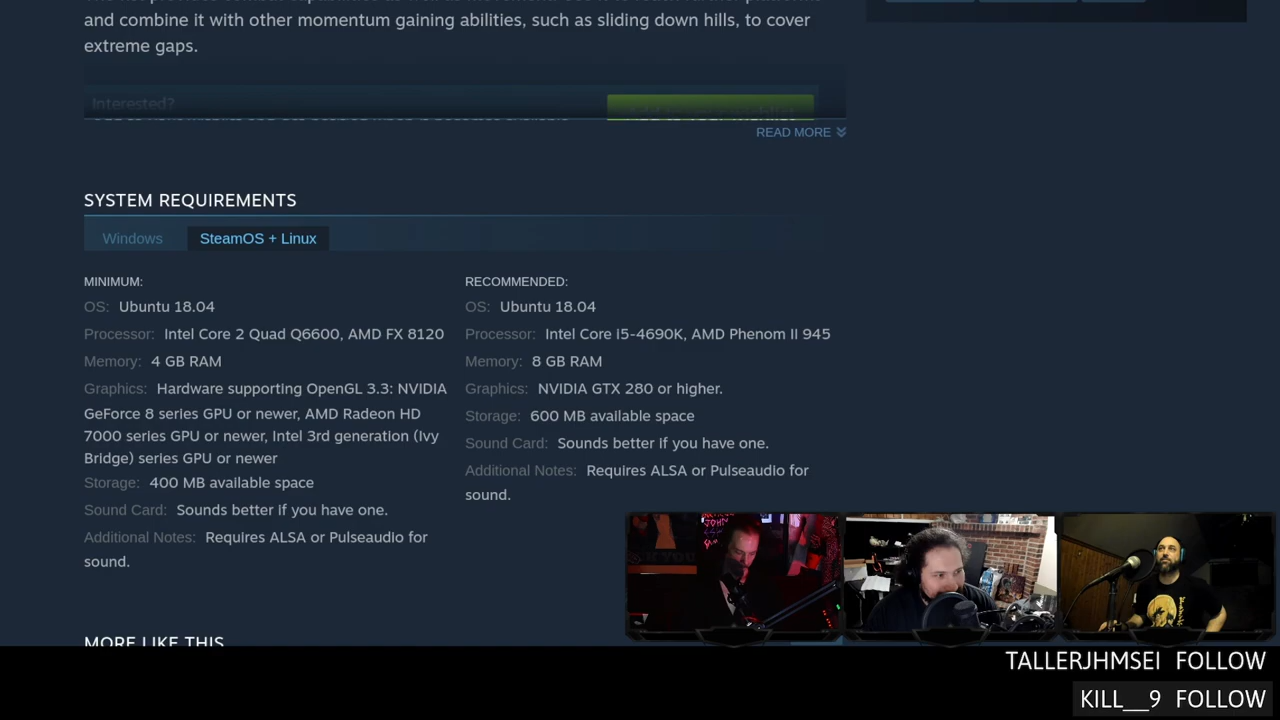 and combine it with other momentum gaining abilities, such as sliding down hills, to cover
extreme gaps.
Interested?
READ MORE
SYSTEM REQUIREMENTS
Windows
SteamOS + Linux
MINIMUM:
OS: Ubuntu 18.04
Processor: Intel Core 2 Quad Q6600, AMD FX 8120
Memory: 4 GB RAM
Graphics: Hardware supporting OpenGL 3.3: NVIDIA
GeForce 8 series GPU or newer, AMD Radeon HD
7000 series GPU or newer, Intel 3rd generation (Ivy
Bridge) series GPU or newer
Storage: 400 MB available space
Sound Card: Sounds better if you have one.
Additional Notes: Requires ALSA or Pulseaudio for
sound.
RECOMMENDED:
OS: Ubuntu 18.04
Processor: Intel Core i5-4690K, AMD Phenom II 945
Memory: 8 GB RAM
Graphics: NVIDIA GTX 280 or higher.
Storage: 600 MB available space
Sound Card: Sounds better if you have one.
Additional Notes: Requires ALSA or Pulseaudio for
sound.
MORE LIKE THIS
JOHN
TALLERJHMSEI FOLLOW
KILL__9 FOLLOW